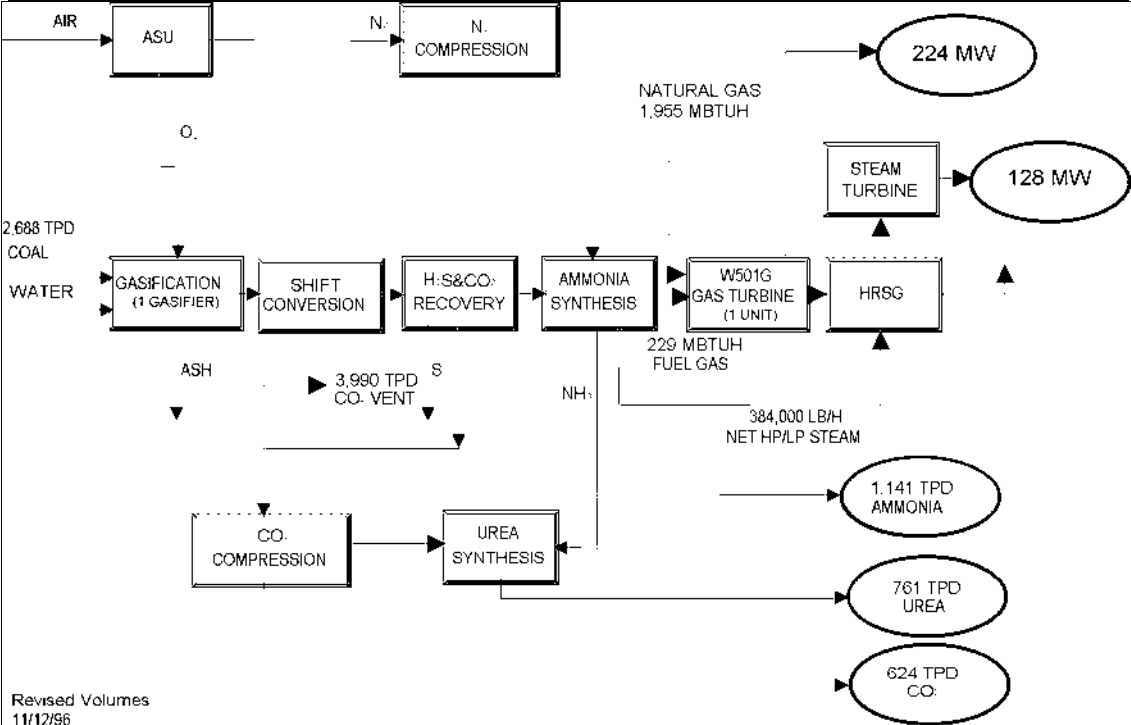 AIR
ASU
N₂
N₂
COMPRESSION
224 MW
NATURAL GAS
1,955 MBTUH
O₂
STEAM
TURBINE
128 MW
2,688 TPD
COAL
WATER
GASIFICATION
(1 GASIFIER)
SHIFT
CONVERSION
H₂S&CO₂
RECOVERY
AMMONIA
SYNTHESIS
W501G
GAS TURBINE
(1 UNIT)
HRSG
229 MBTUH
FUEL GAS
ASH
3,990 TPD
CO₂ VENT
S
NH₃
384,000 LB/H
NET HP/LP STEAM
1,141 TPD
AMMONIA
CO₂
COMPRESSION
UREA
SYNTHESIS
761 TPD
UREA
624 TPD
CO₂
Revised Volumes
11/12/96